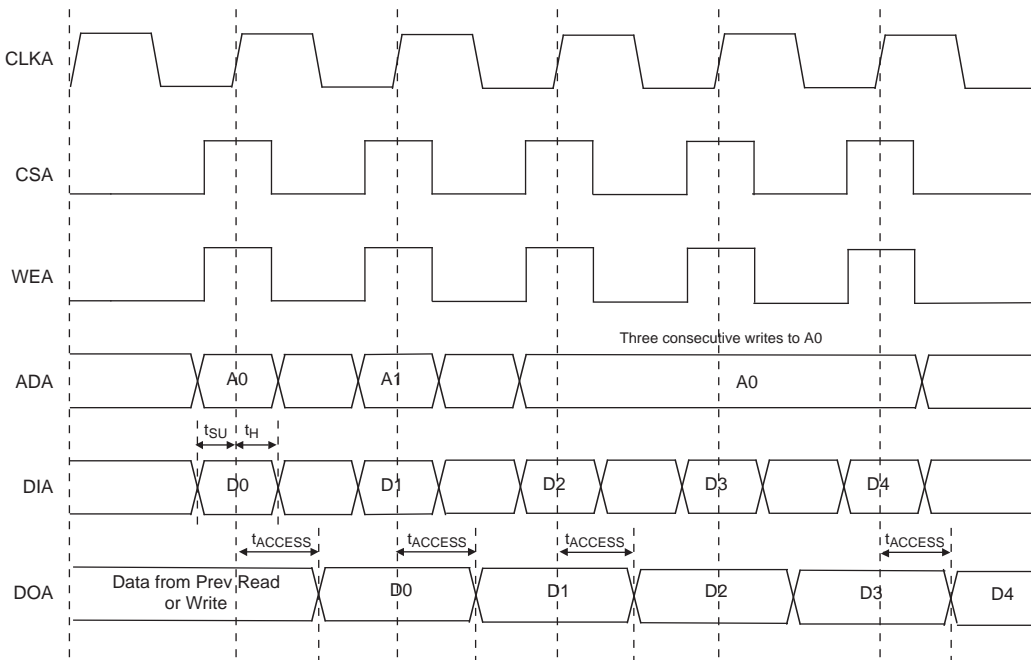 CLKA
CSA
WEA
Three consecutive writes to A0
ADA
A0
A1
A0
tSU
tH
DIA
D0
D1
D2
D3
D4
tACCESS
tACCESS
tACCESS
tACCESS
DOA
Data from Prev Read
or Write
D0
D1
D2
D3
D4